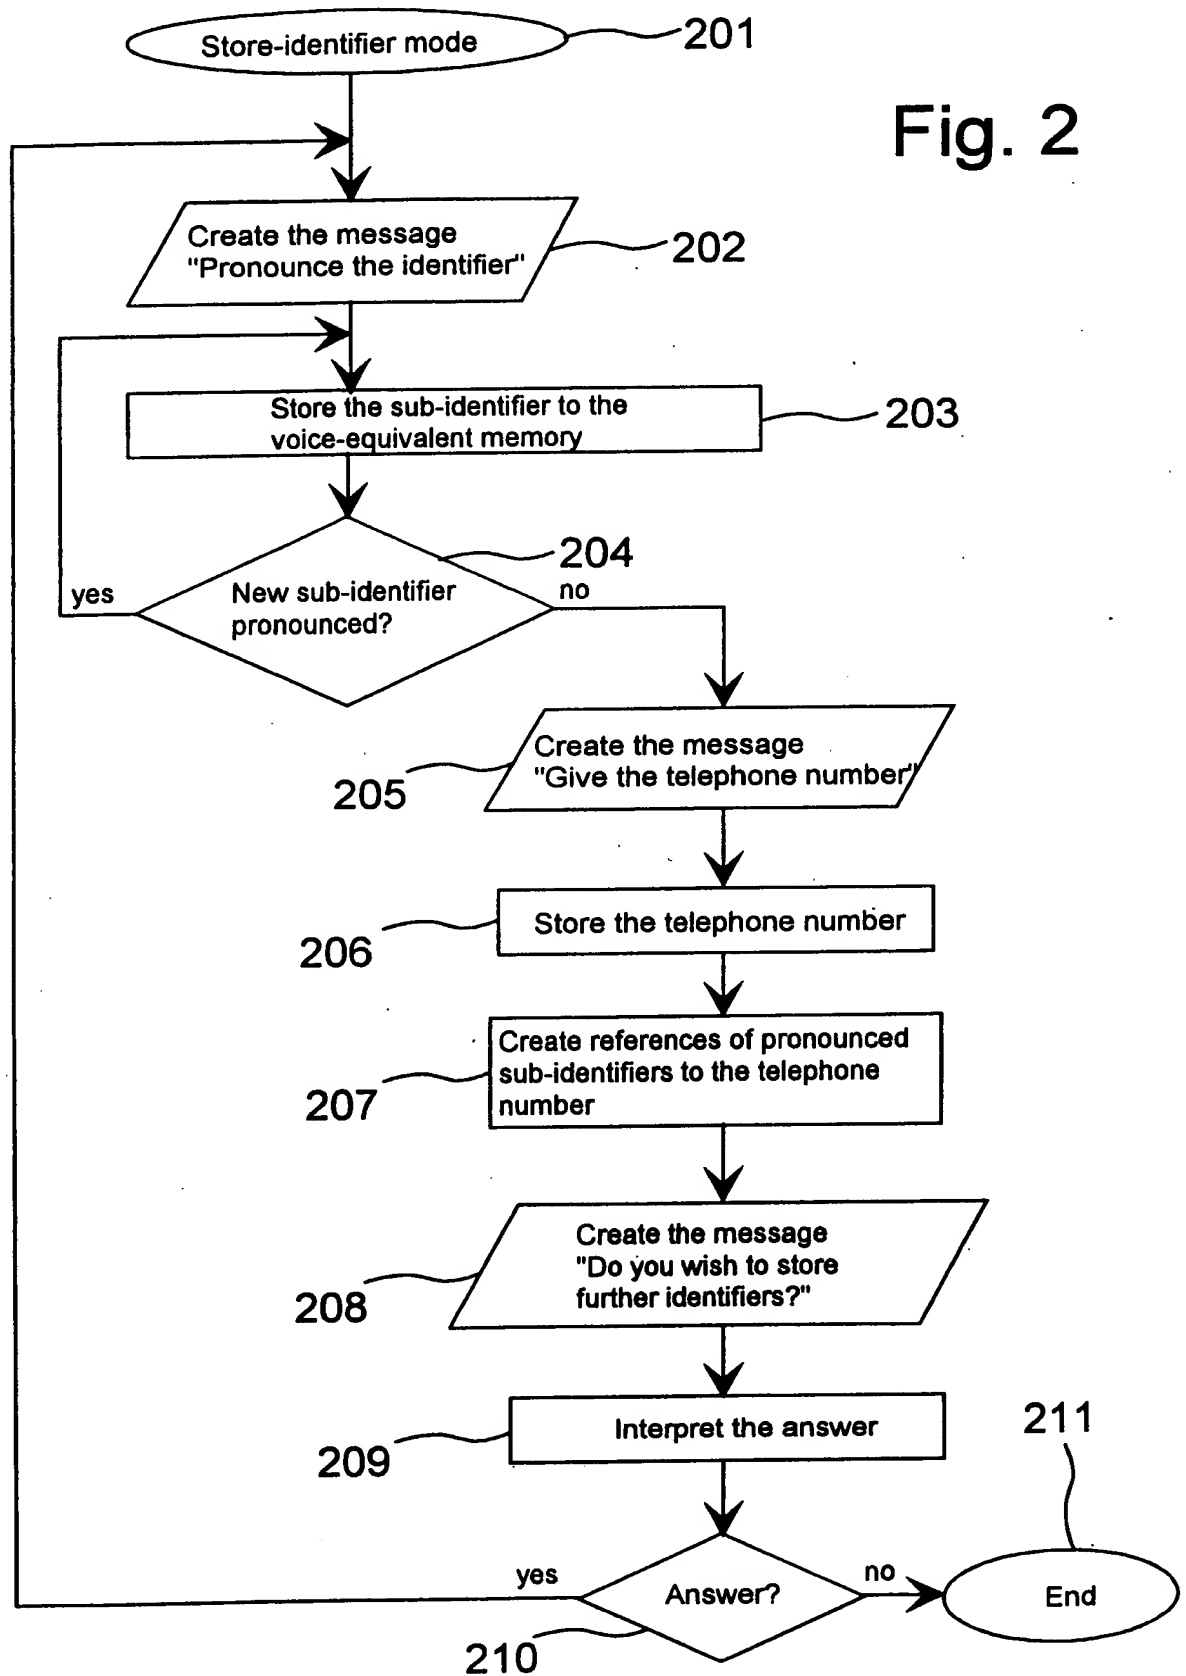 Store-identifier mode
201
Fig. 2
Create the message
"Pronounce the identifier"
202
Store the sub-identifier to the
voice-equivalent memory
203
204
New sub-identifier
pronounced?
yes
no
Create the message
"Give the telephone number"
205
Store the telephone number
206
Create references of pronounced
sub-identifiers to the telephone
number
207
Create the message
"Do you wish to store
further identifiers?"
208
Interpret the answer
209
211
yes
Answer?
no
End
210